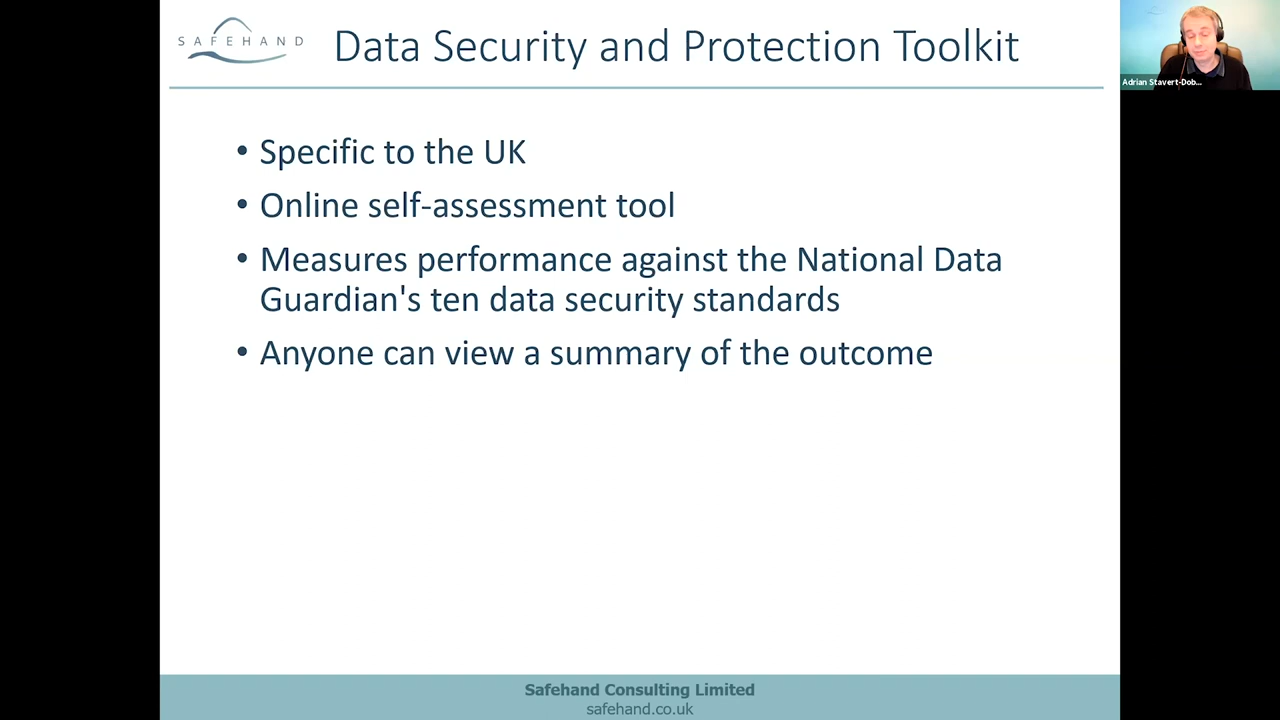 SAFEHAND
Data Security and Protection Toolkit
Adrian Stavert-Dob...
• Specific to the UK
• Online self-assessment tool
• Measures performance against the National Data
Guardian's ten data security standards
• Anyone can view a summary of the outcome
Safehand Consulting Limited
safehand.co.uk